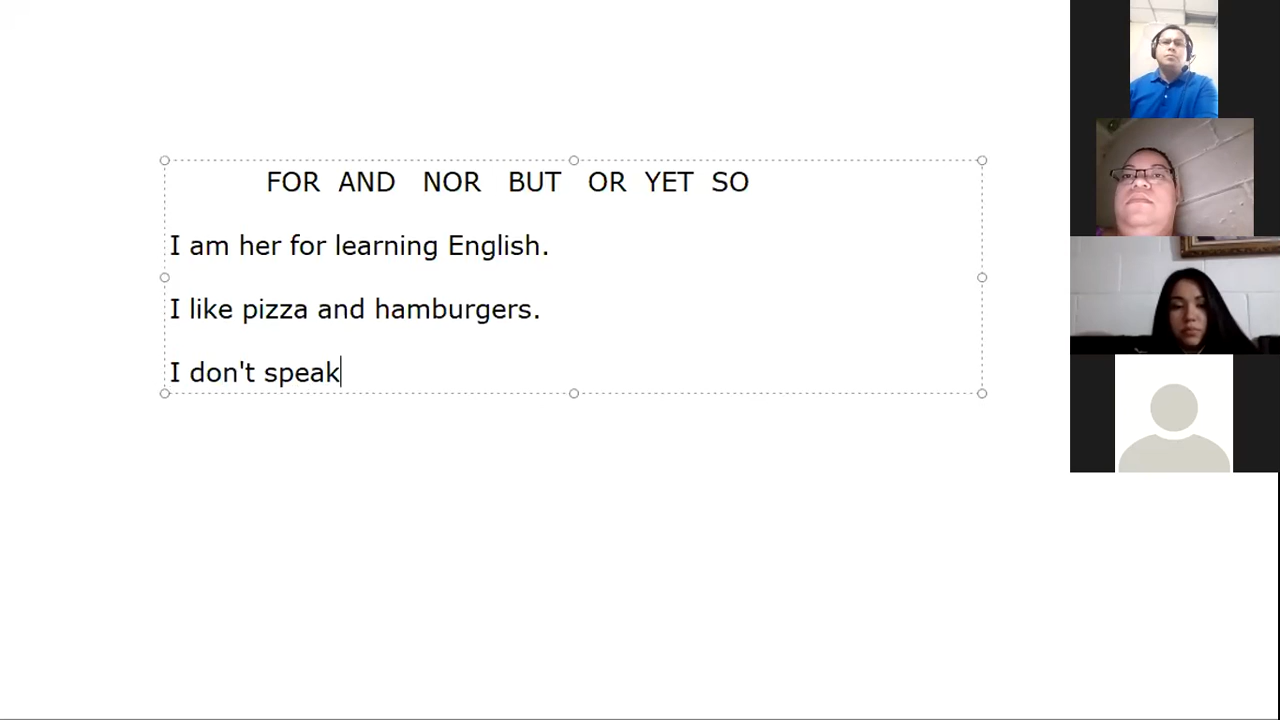 FOR AND NOR BUT OR YET SO
I am her for learning English.
I like pizza and hamburgers.
I don't speak